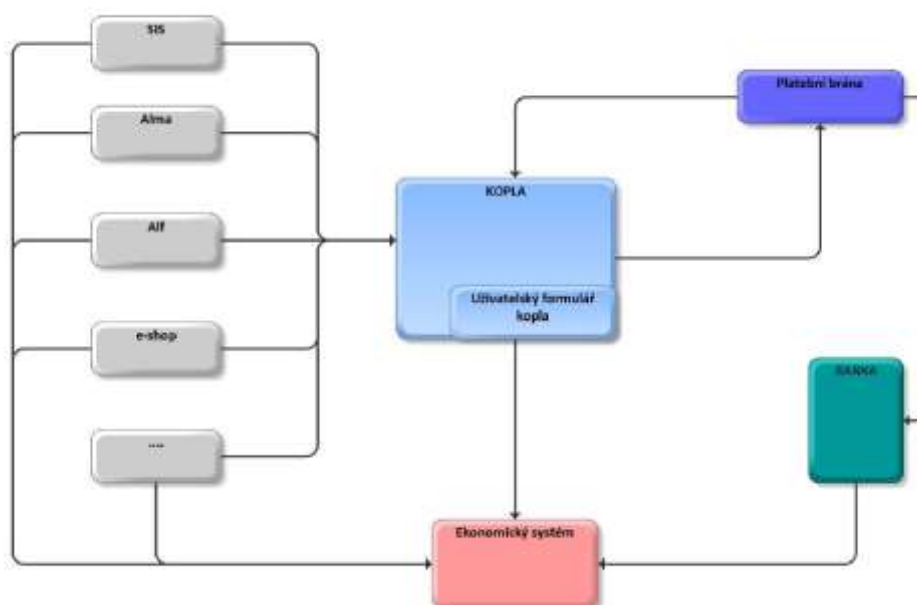 SIS
Alma
Alf
e-shop
....
Platební brána
KOPLA
Uživatelský formulář
kopla
BANKA
Ekonomický systém